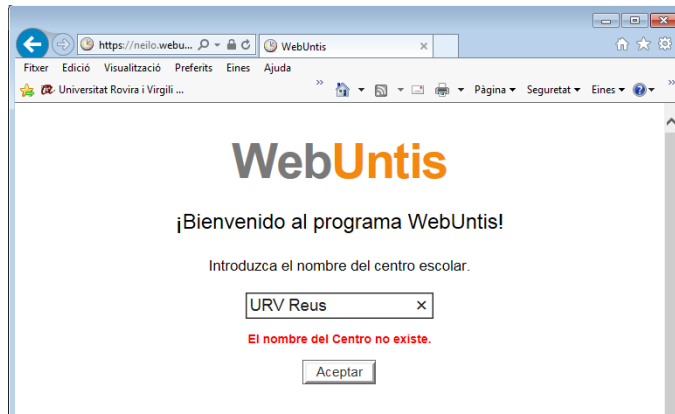 https://neilo.webu...
WebUntis
Fitxer Edició Visualització Preferits Eines Ajuda
Universitat Rovira i Virgili ...
» Pàgina Seguretat Eines »
WebUntis
¡Bienvenido al programa WebUntis!
Introduzca el nombre del centro escolar.
URV Reus
El nombre del Centro no existe.
Aceptar